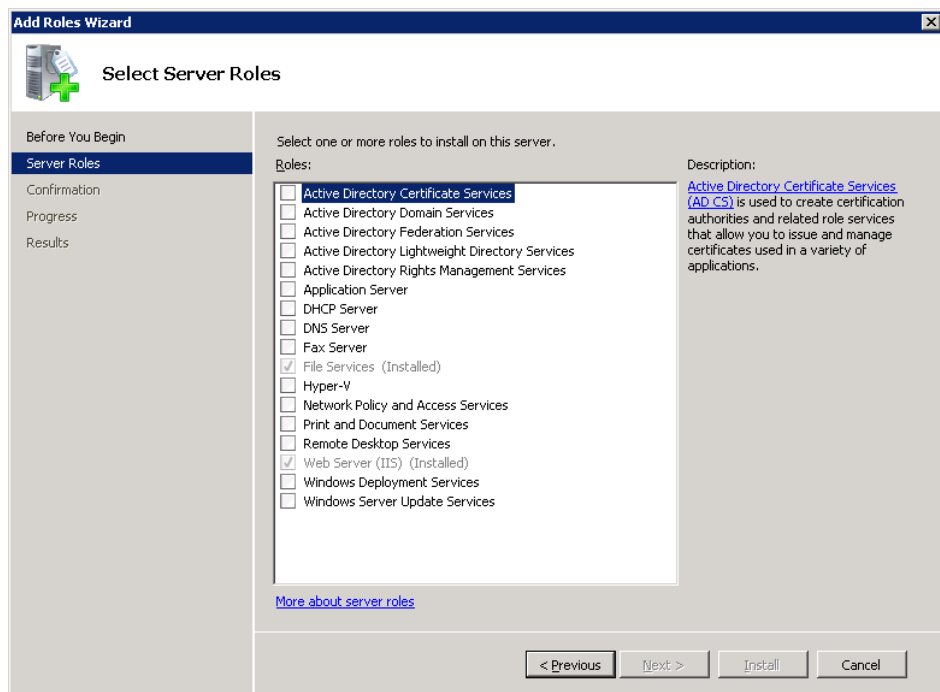 Add Roles Wizard
Select Server Roles
Before You Begin
Server Roles
Confirmation
Progress
Results
Select one or more roles to install on this server.
Roles:
Active Directory Certificate Services
Active Directory Domain Services
Active Directory Federation Services
Active Directory Lightweight Directory Services
Active Directory Rights Management Services
Application Server
DHCP Server
DNS Server
Fax Server
File Services (Installed)
Hyper-V
Network Policy and Access Services
Print and Document Services
Remote Desktop Services
Web Server (IIS) (Installed)
Windows Deployment Services
Windows Server Update Services
More about server roles
Description:
Active Directory Certificate Services
(AD CS) is used to create certification
authorities and related role services
that allow you to issue and manage
certificates used in a variety of
applications.
< Previous
Next >
Install
Cancel